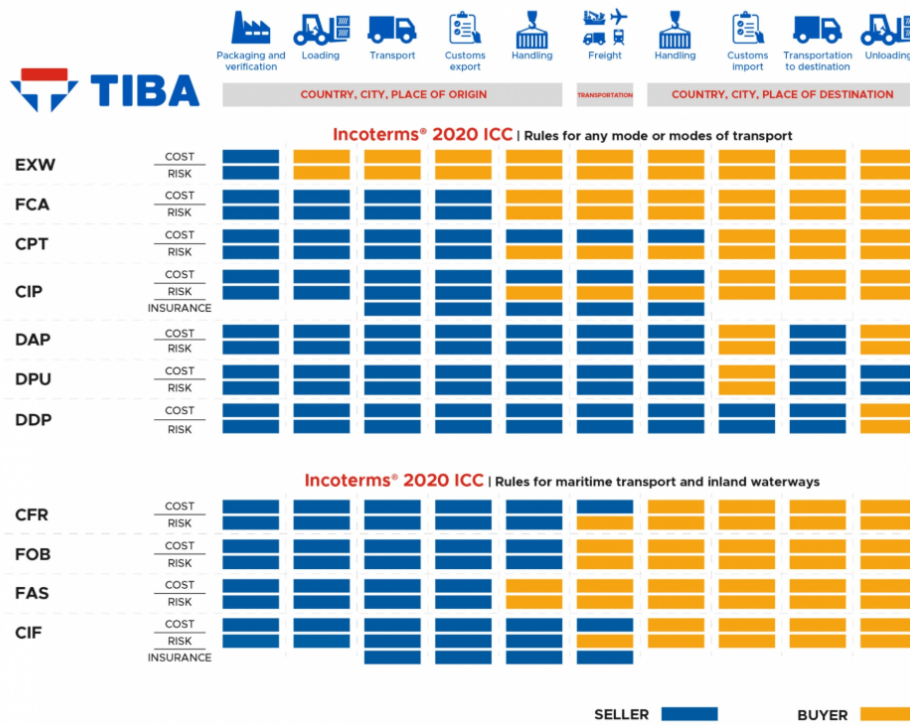 Packaging and verification
Loading
Transport
Customs export
Handling
Freight
Handling
Customs import
Transportation to destination
Unloading
TIBA
COUNTRY, CITY, PLACE OF ORIGIN
TRANSPORTATION
COUNTRY, CITY, PLACE OF DESTINATION
Incoterms® 2020 ICC | Rules for any mode or modes of transport
EXW
COST
RISK
FCA
COST
RISK
CPT
COST
RISK
CIP
COST
RISK
INSURANCE
DAP
COST
RISK
DPU
COST
RISK
DDP
COST
RISK
Incoterms® 2020 ICC | Rules for maritime transport and inland waterways
CFR
COST
RISK
FOB
COST
RISK
FAS
COST
RISK
CIF
COST
RISK
INSURANCE
SELLER
BUYER